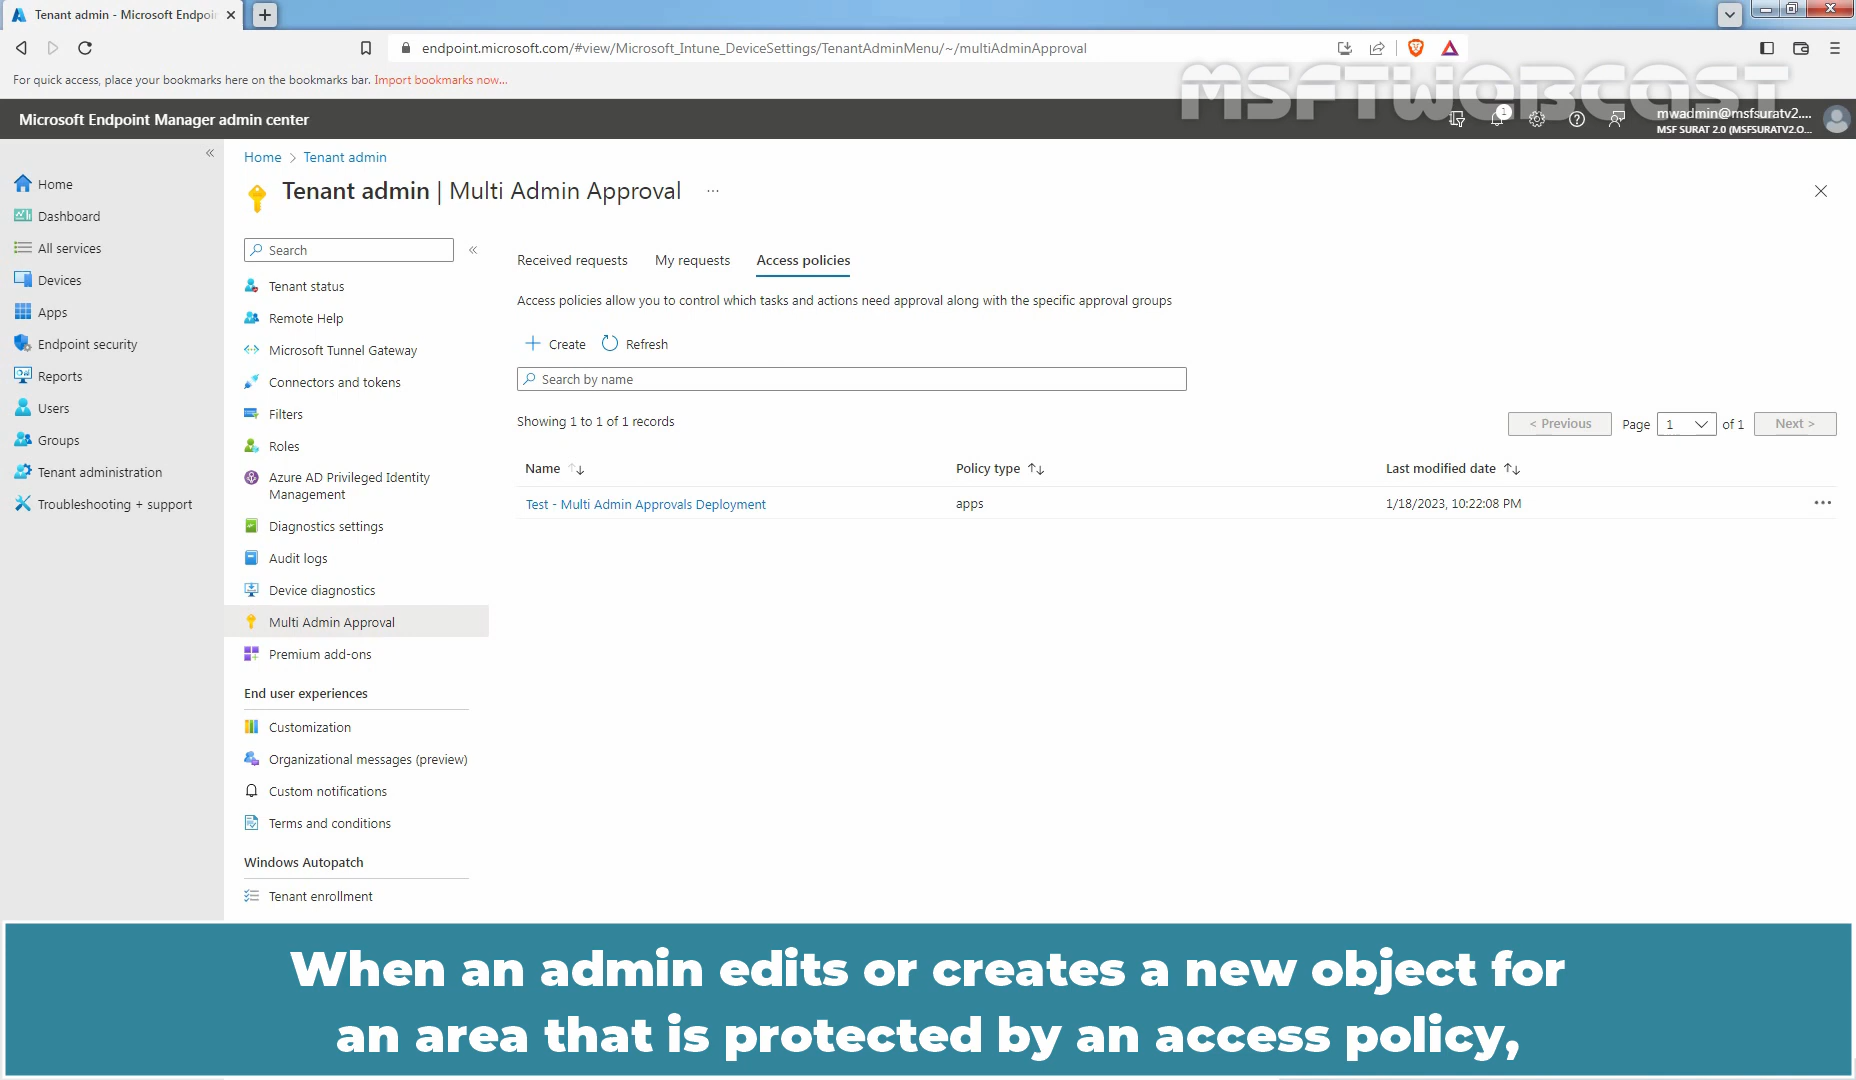 Tenant admin - Microsoft Endpoin
endpoint.microsoft.com/#view/Microsoft_Intune_DeviceSettings/TenantAdminMenu/~/multiAdminApproval
For quick access, place your bookmarks here on the bookmarks bar. Import bookmarks now...
MSFTWEBCAST
Microsoft Endpoint Manager admin center
1
mwadmin@msfsuratv2....
MSF SURAT 2.0 (MSFSURATV2.O...
Home
Dashboard
All services
Devices
Apps
Endpoint security
Reports
Users
Groups
Tenant administration
Troubleshooting + support
Home > Tenant admin
Tenant admin | Multi Admin Approval ...
Search
Tenant status
Remote Help
Microsoft Tunnel Gateway
Connectors and tokens
Filters
Roles
Azure AD Privileged Identity
Management
Diagnostics settings
Audit logs
Device diagnostics
Multi Admin Approval
Premium add-ons
End user experiences
Customization
Organizational messages (preview)
Custom notifications
Terms and conditions
Windows Autopatch
Tenant enrollment
Received requests My requests Access policies
Access policies allow you to control which tasks and actions need approval along with the specific approval groups
Create Refresh
Search by name
Showing 1 to 1 of 1 records
< Previous Page 1 of 1 Next >
Name Policy type Last modified date
Test - Multi Admin Approvals Deployment apps 1/18/2023, 10:22:08 PM
When an admin edits or creates a new object for
an area that is protected by an access policy,